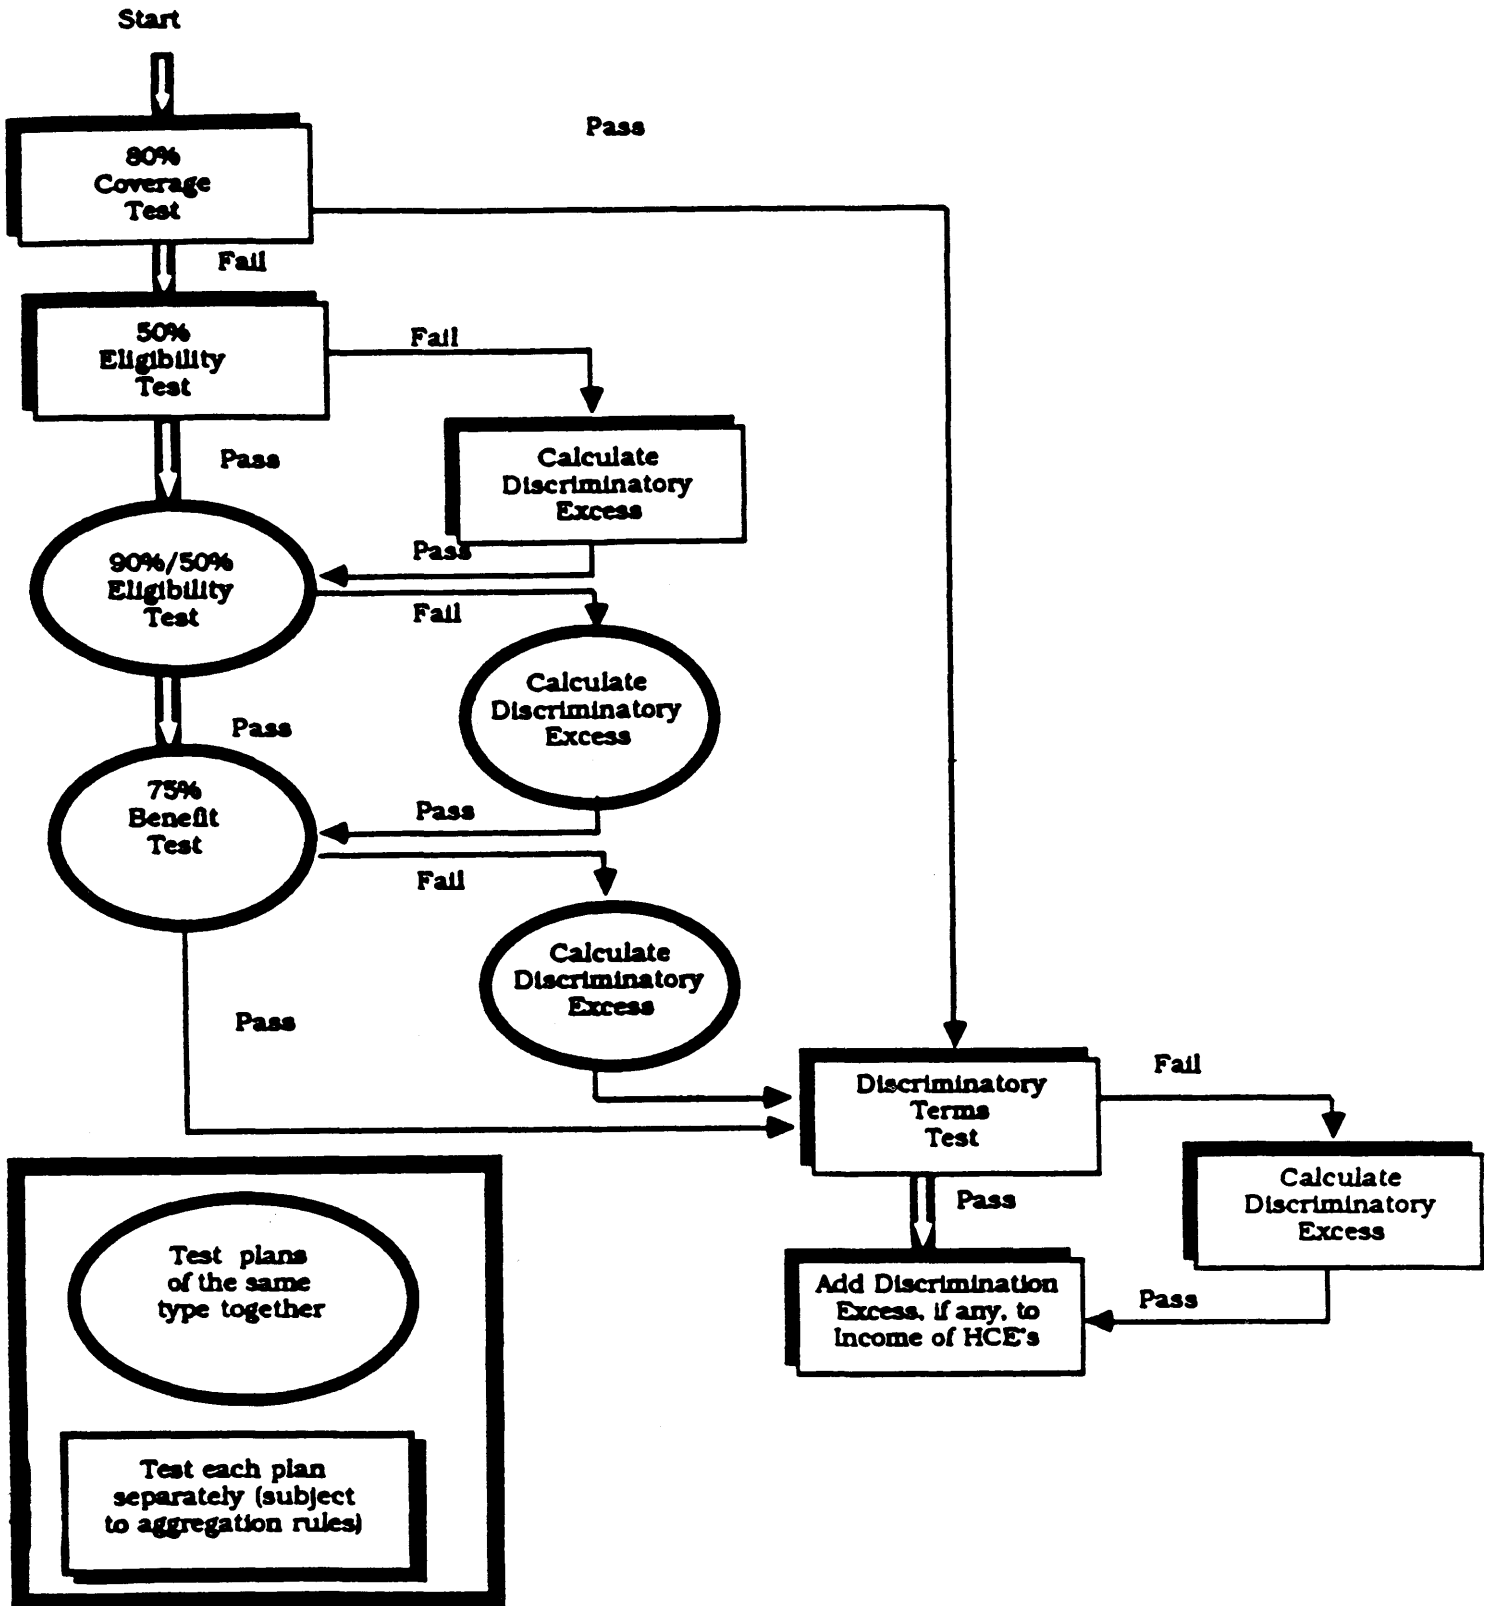 Start
Pass
80%
Coverage
Test
Fail
50%
Eligibility
Test
Fail
Pass
Calculate
Discriminatory
Excess
Pass
90%/50%
Eligibility
Test
Fail
Calculate
Discriminatory
Excess
Pass
75%
Benefit
Test
Pass
Fail
Calculate
Discriminatory
Excess
Pass
Discriminatory
Terms
Test
Fail
Pass
Calculate
Discriminatory
Excess
Add Discrimination
Excess, if any, to
income of HCE's
Pass
Test plans
of the same
type together
Test each plan
separately (subject
to aggregation rules)